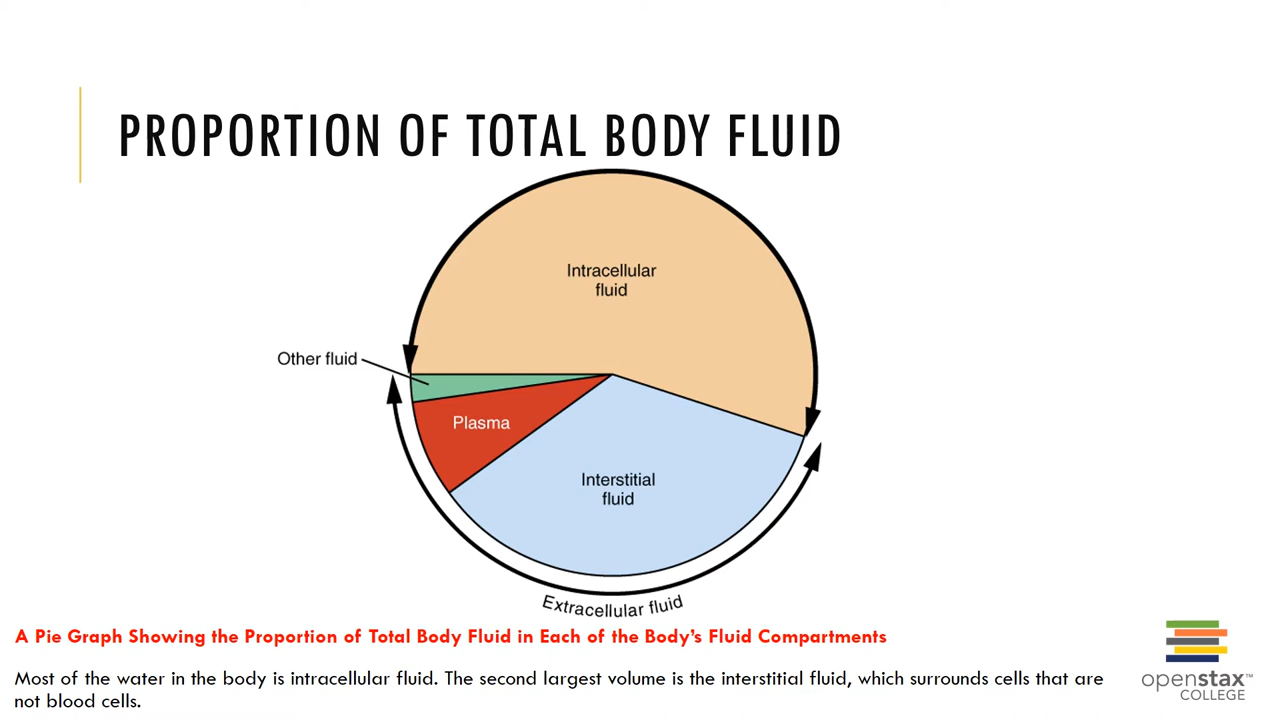 PROPORTION OF TOTAL BODY FLUID
Intracellular
fluid
Other fluid
Plasma
Interstitial
fluid
Extracellular fluid
A Pie Graph Showing the Proportion of Total Body Fluid in Each of the Body’s Fluid Compartments
Most of the water in the body is intracellular fluid. The second largest volume is the interstitial fluid, which surrounds cells that are
not blood cells.
openstax™
COLLEGE